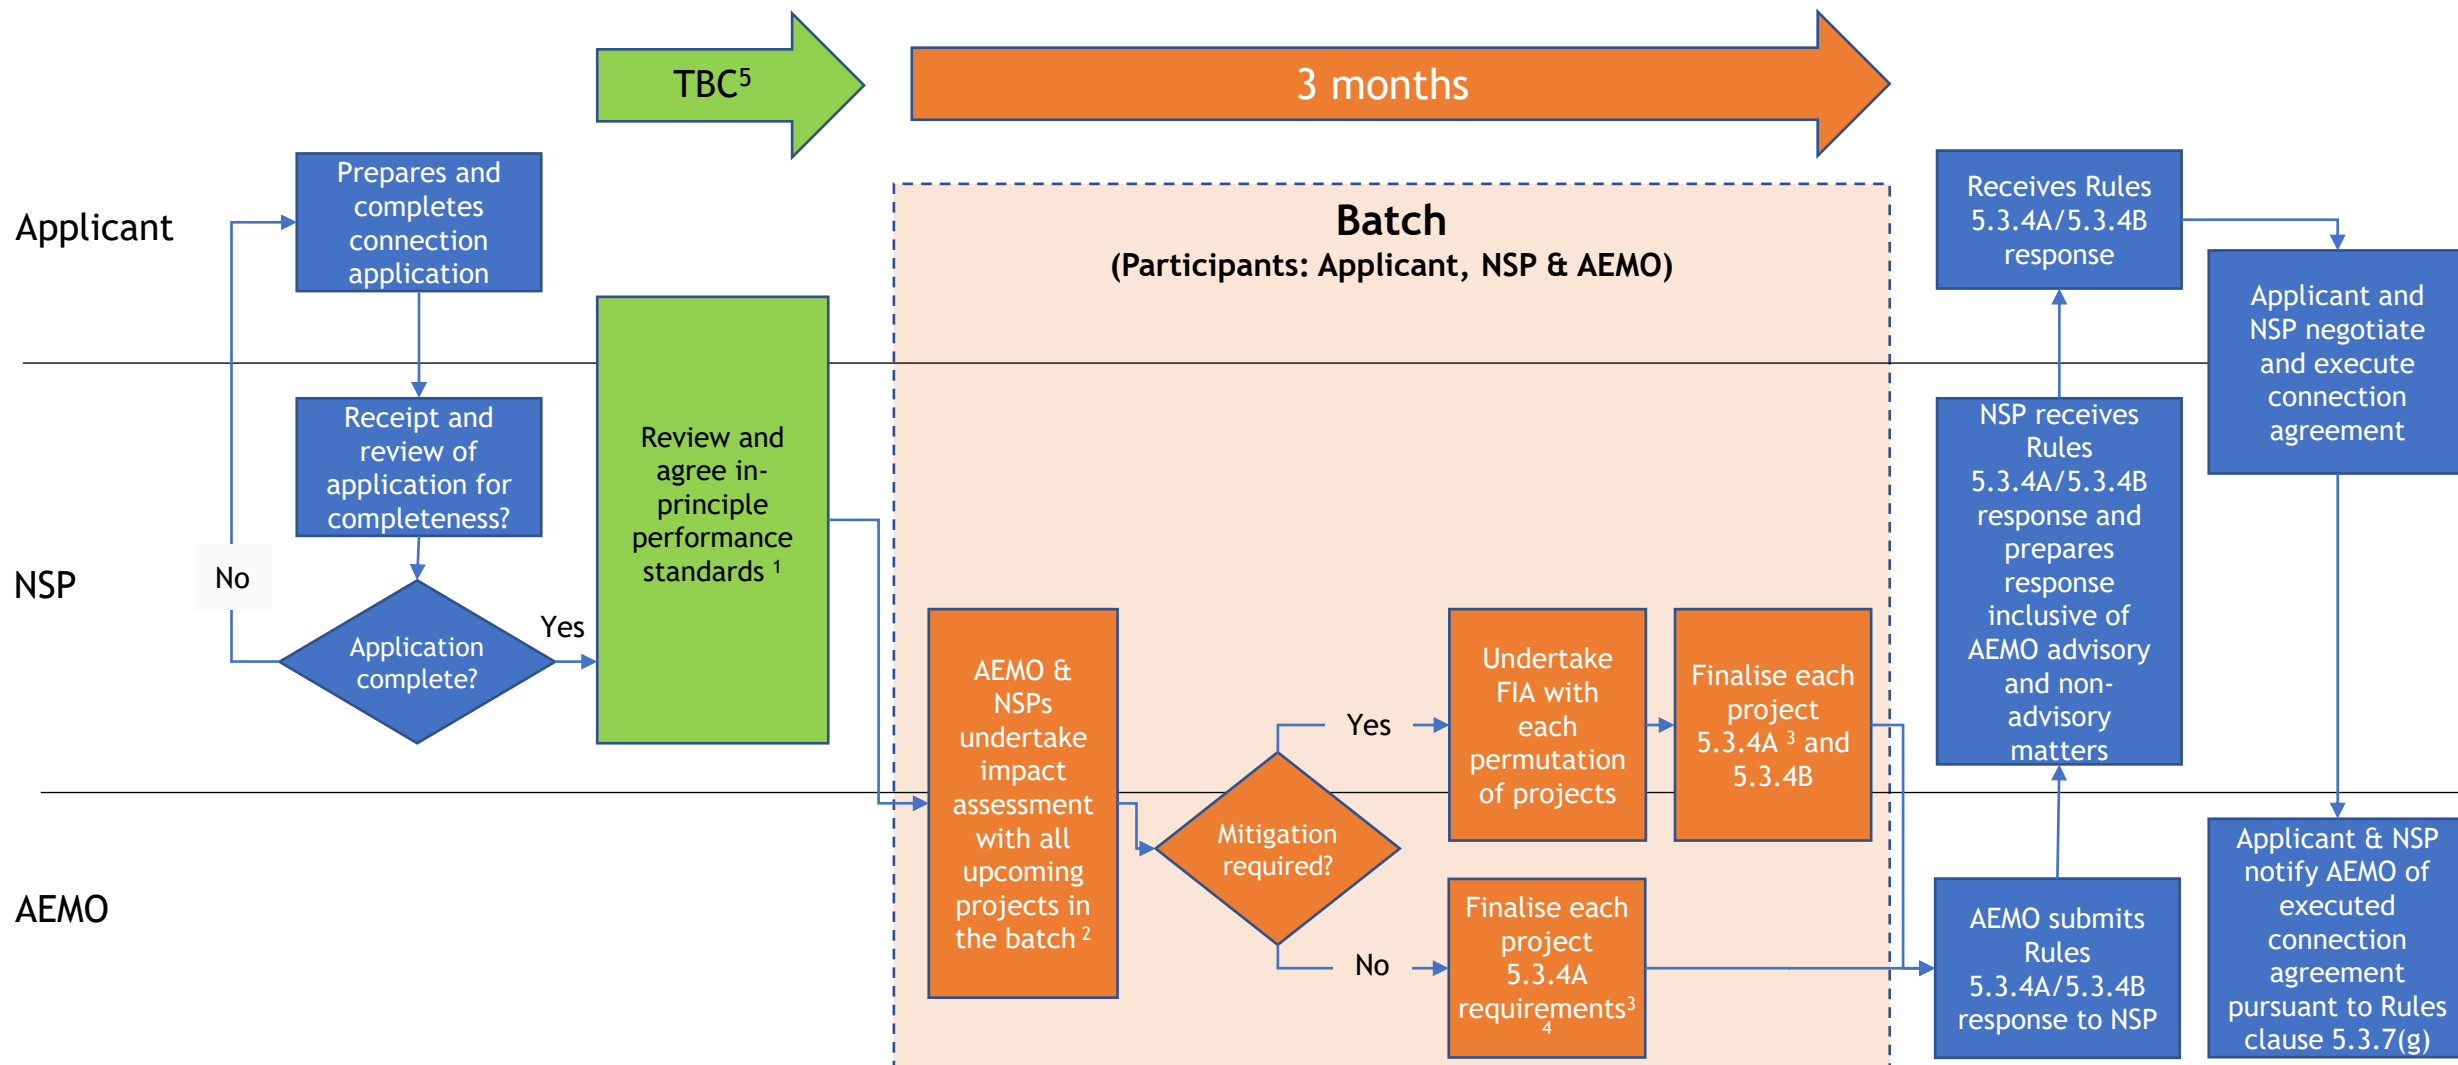 TBC⁵
3 months
Applicant
Prepares and
completes
connection
application
Batch
(Participants: Applicant, NSP & AEMO)
Receives Rules
5.3.4A/5.3.4B
response
Applicant and
NSP negotiate
and execute
connection
agreement
NSP
Receipt and
review of
application for
completeness?
No
Application
complete?
Yes
Review and
agree in-
principle
performance
standards ¹
AEMO &
NSPs
undertake
impact
assessment
with all
upcoming
projects in
the batch ²
Mitigation
required?
Yes
Undertake
FIA with
each
permutation
of projects
Finalise each
project
5.3.4A ³ and
5.3.4B
No
Finalise each
project
5.3.4A
requirements³
⁴
NSP receives
Rules
5.3.4A/5.3.4B
response and
prepares
response
inclusive of
AEMO advisory
and non-
advisory
matters
AEMO
AEMO submits
Rules
5.3.4A/5.3.4B
response to NSP
Applicant & NSP
notify AEMO of
executed
connection
agreement
pursuant to Rules
clause 5.3.7(g)